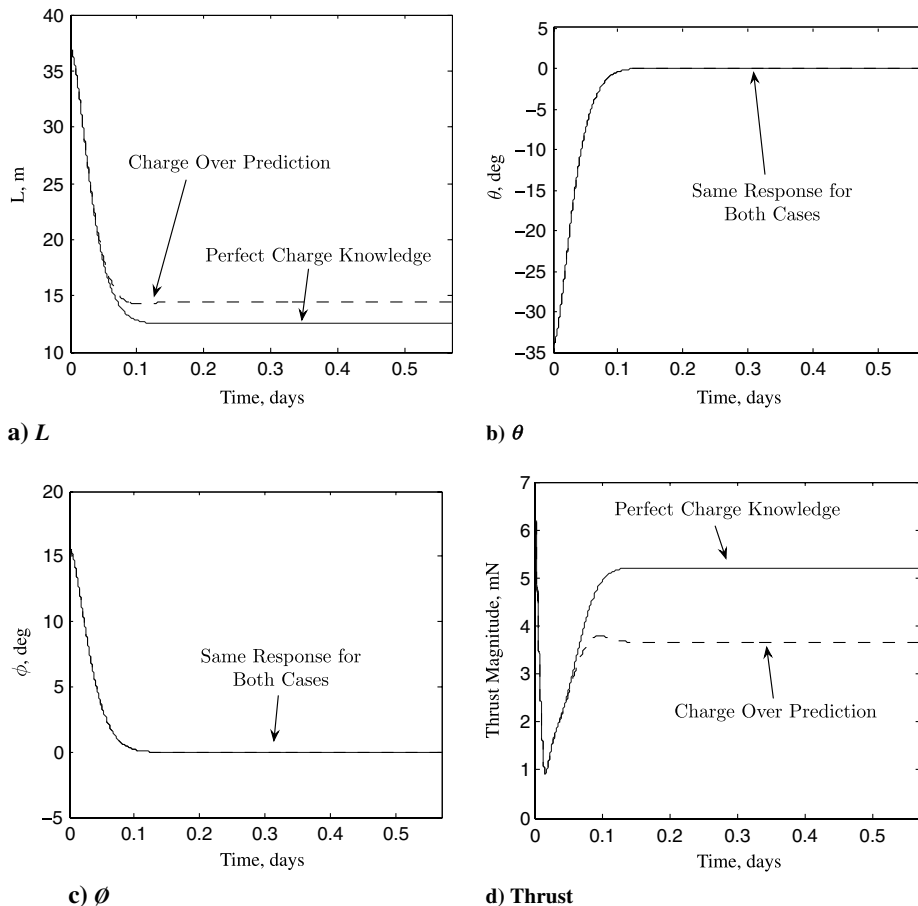 40
35
30
25
20
15
10
L, m
Charge Over Prediction
Perfect Charge Knowledge
0 0.1 0.2 0.3 0.4 0.5
Time, days
a) L
5
0
−5
−10
−15
−20
−25
−30
−35
θ, deg
Same Response for
Both Cases
0 0.1 0.2 0.3 0.4 0.5
Time, days
b) θ
20
15
10
5
0
−5
ϕ, deg
Same Response for
Both Cases
0 0.1 0.2 0.3 0.4 0.5
Time, days
c) Ø
7
6
5
4
3
2
1
0
Thrust Magnitude, mN
Perfect Charge Knowledge
Charge Over Prediction
0 0.1 0.2 0.3 0.4 0.5
Time, days
d) Thrust